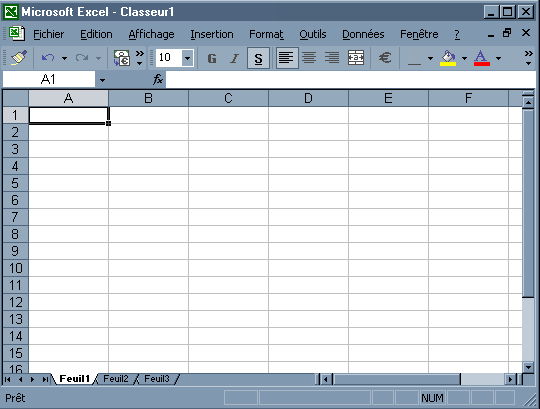 Microsoft Excel - Classeur1
Fichier Edition Affichage Insertion Format Outils Données Fenêtre ?
10 G I S € A
A1 fx
A B C D E F
1
2
3
4
5
6
7
8
9
10
11
12
13
14
15
16
Feuil1 Feuil2 Feuil3
Prêt NUM